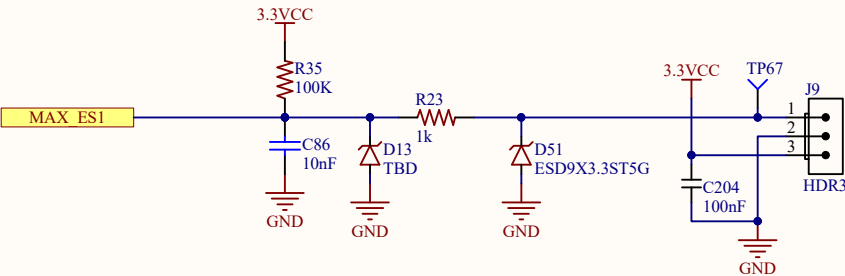 3.3VCC
R35
100K
MAX_ES1
C86
10nF
GND
D13
TBD
GND
R23
1k
D51
ESD9X3.3ST5G
GND
3.3VCC
TP67
J9
1
2
3
HDR3
C204
100nF
GND